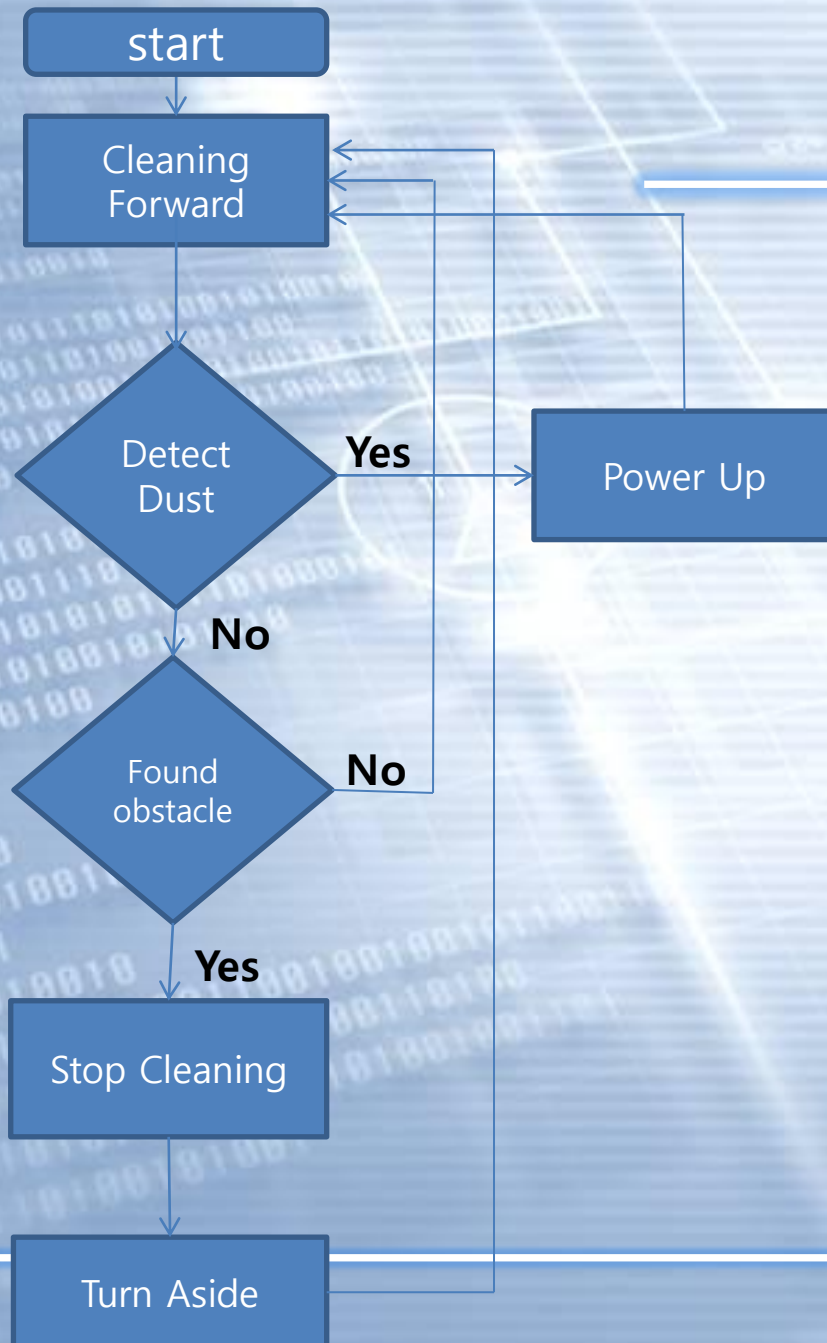 start
Cleaning
Forward
Detect
Dust
Yes
Power Up
No
Found
obstacle
No
Yes
Stop Cleaning
Turn Aside